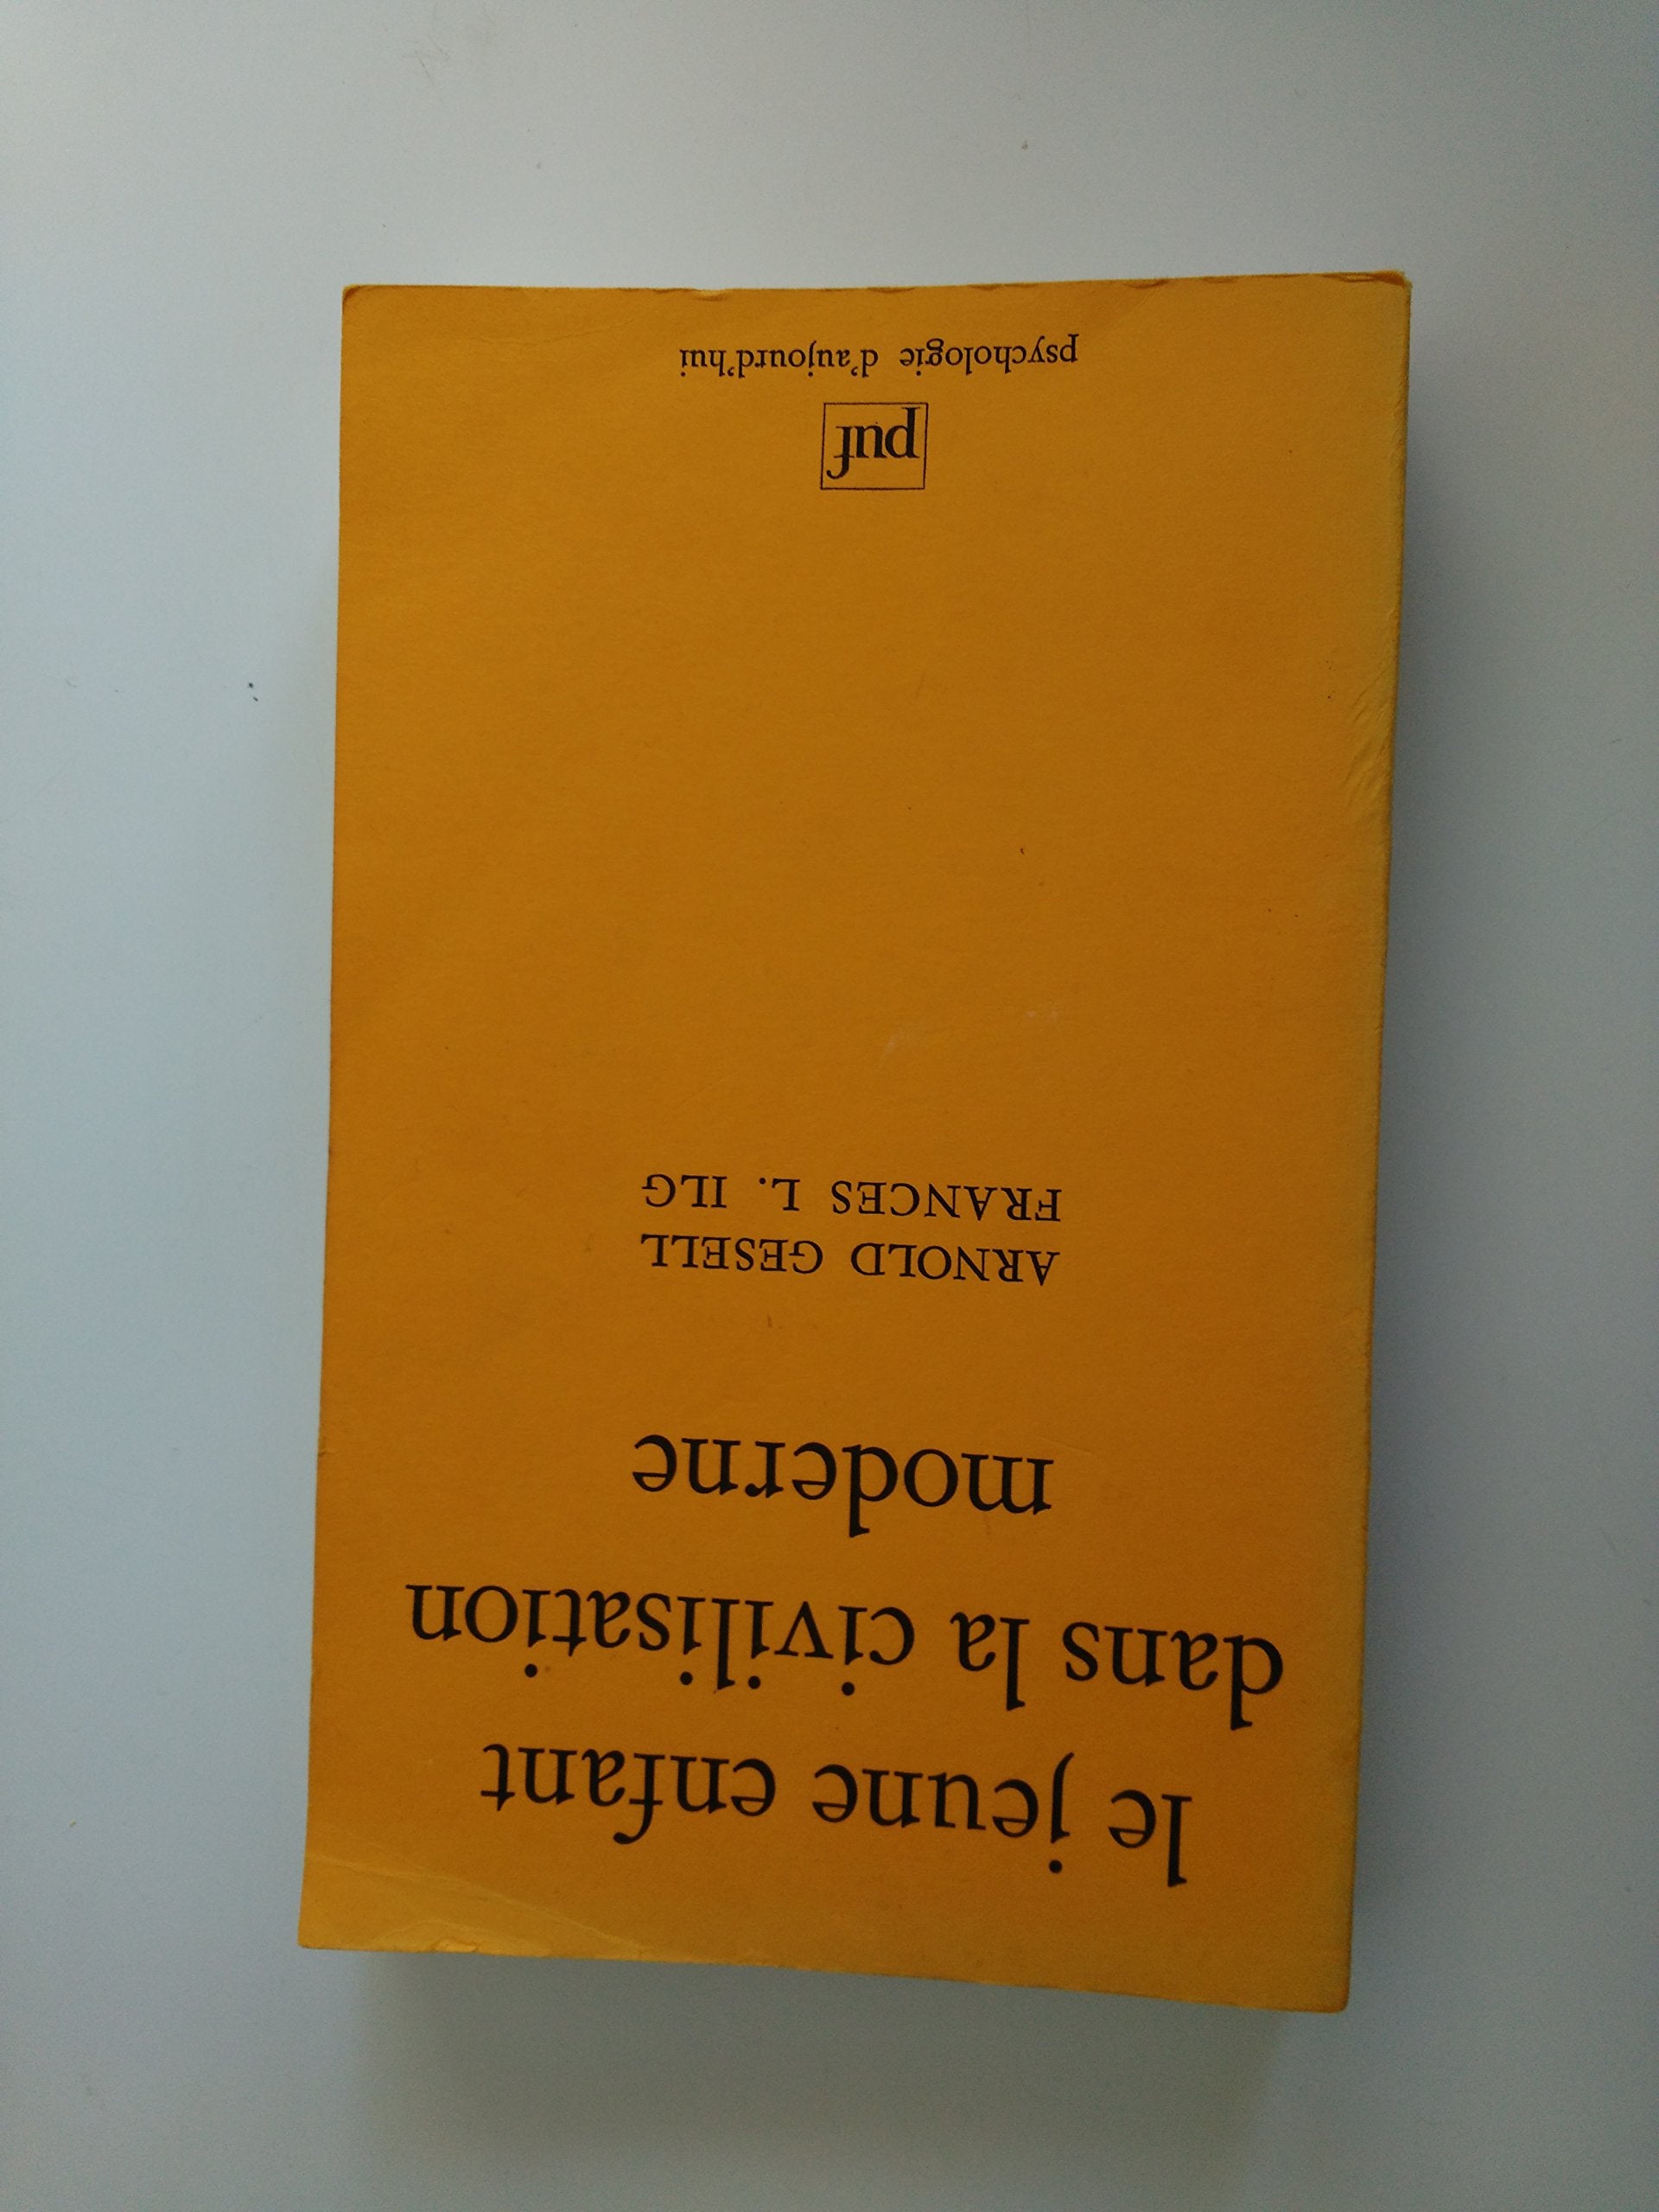 le jeune enfant
dans la civilisation
moderne
ARNOLD GESELL
FRANCES L. ILG
puf
psychologie d'aujourd'hui